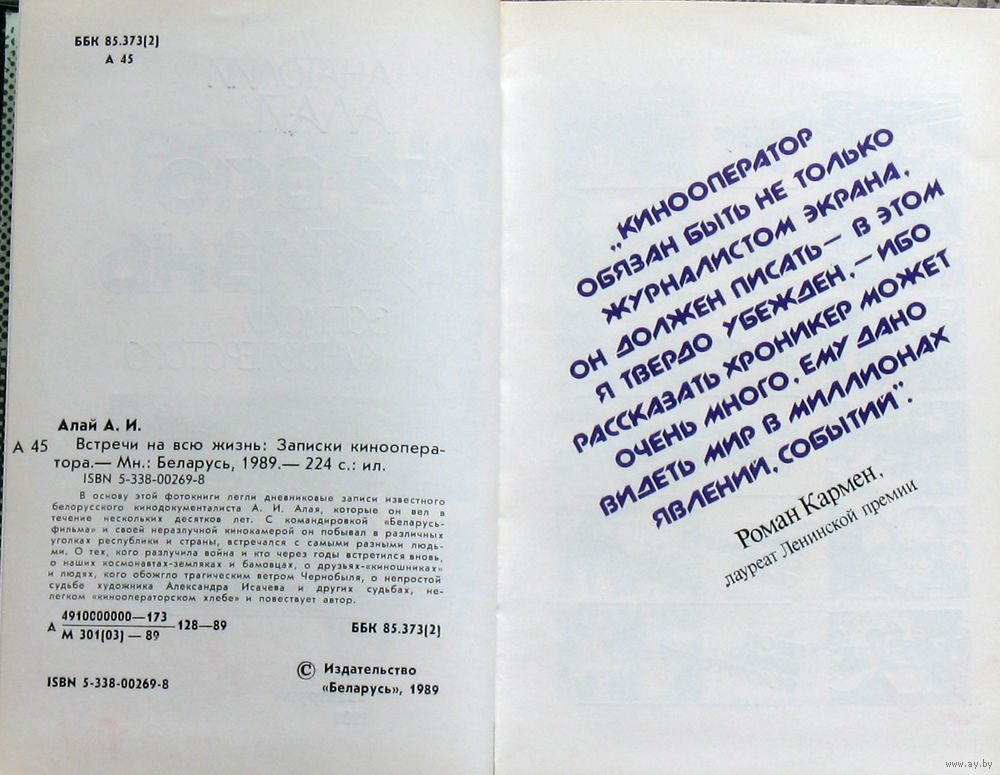 ББК 85.373(2)
А 45
Алай А. И.
А 45 Встречи на всю жизнь: Записки киноопера-
тора.— Мн.: Беларусь, 1989.— 224 с.: ил.
ISBN 5-338-00269-8
В основу этой фотокниги легли дневниковые записи известного
белорусского кинодокументалиста А. И. Алая, которые он вел в
течение нескольких десятков лет. С командировкой «Беларусь-
фильма» и своей неразлучной кинокамерой он побывал в различных
уголках республики и страны, встречался с самыми разными людь-
ми. О тех, кого разлучила война и кто через годы встретился вновь,
о наших космонавтах-земляках и бамовцах, о друзьях-«киношниках»
и людях, кого обожгло трагическим ветром Чернобыля, о непростой
судьбе художника Александра Исачева и других судьбах, не-
легком «кинооператорском хлебе» и повествует автор.
4910000000—173
А 128—89
М 301(03) — 89
ББК 85.373(2)
ISBN 5-338-00269-8
© Издательство
«Беларусь», 1989
„КИНООПЕРАТОР
ОБЯЗАН БЫТЬ НЕ ТОЛЬКО
ЖУРНАЛИСТОМ ЭКРАНА,
ОН ДОЛЖЕН ПИСАТЬ — В ЭТОМ
Я ТВЕРДО УБЕЖДЕН, — ИБО
РАССКАЗАТЬ ХРОНИКЕР МОЖЕТ
ОЧЕНЬ МНОГО, ЕМУ ДАНО
ВИДЕТЬ МИР В МИЛЛИОНАХ
ЯВЛЕНИЙ, СОБЫТИЙ".
Роман Кармен,
лауреат Ленинской премии
www.ay.by